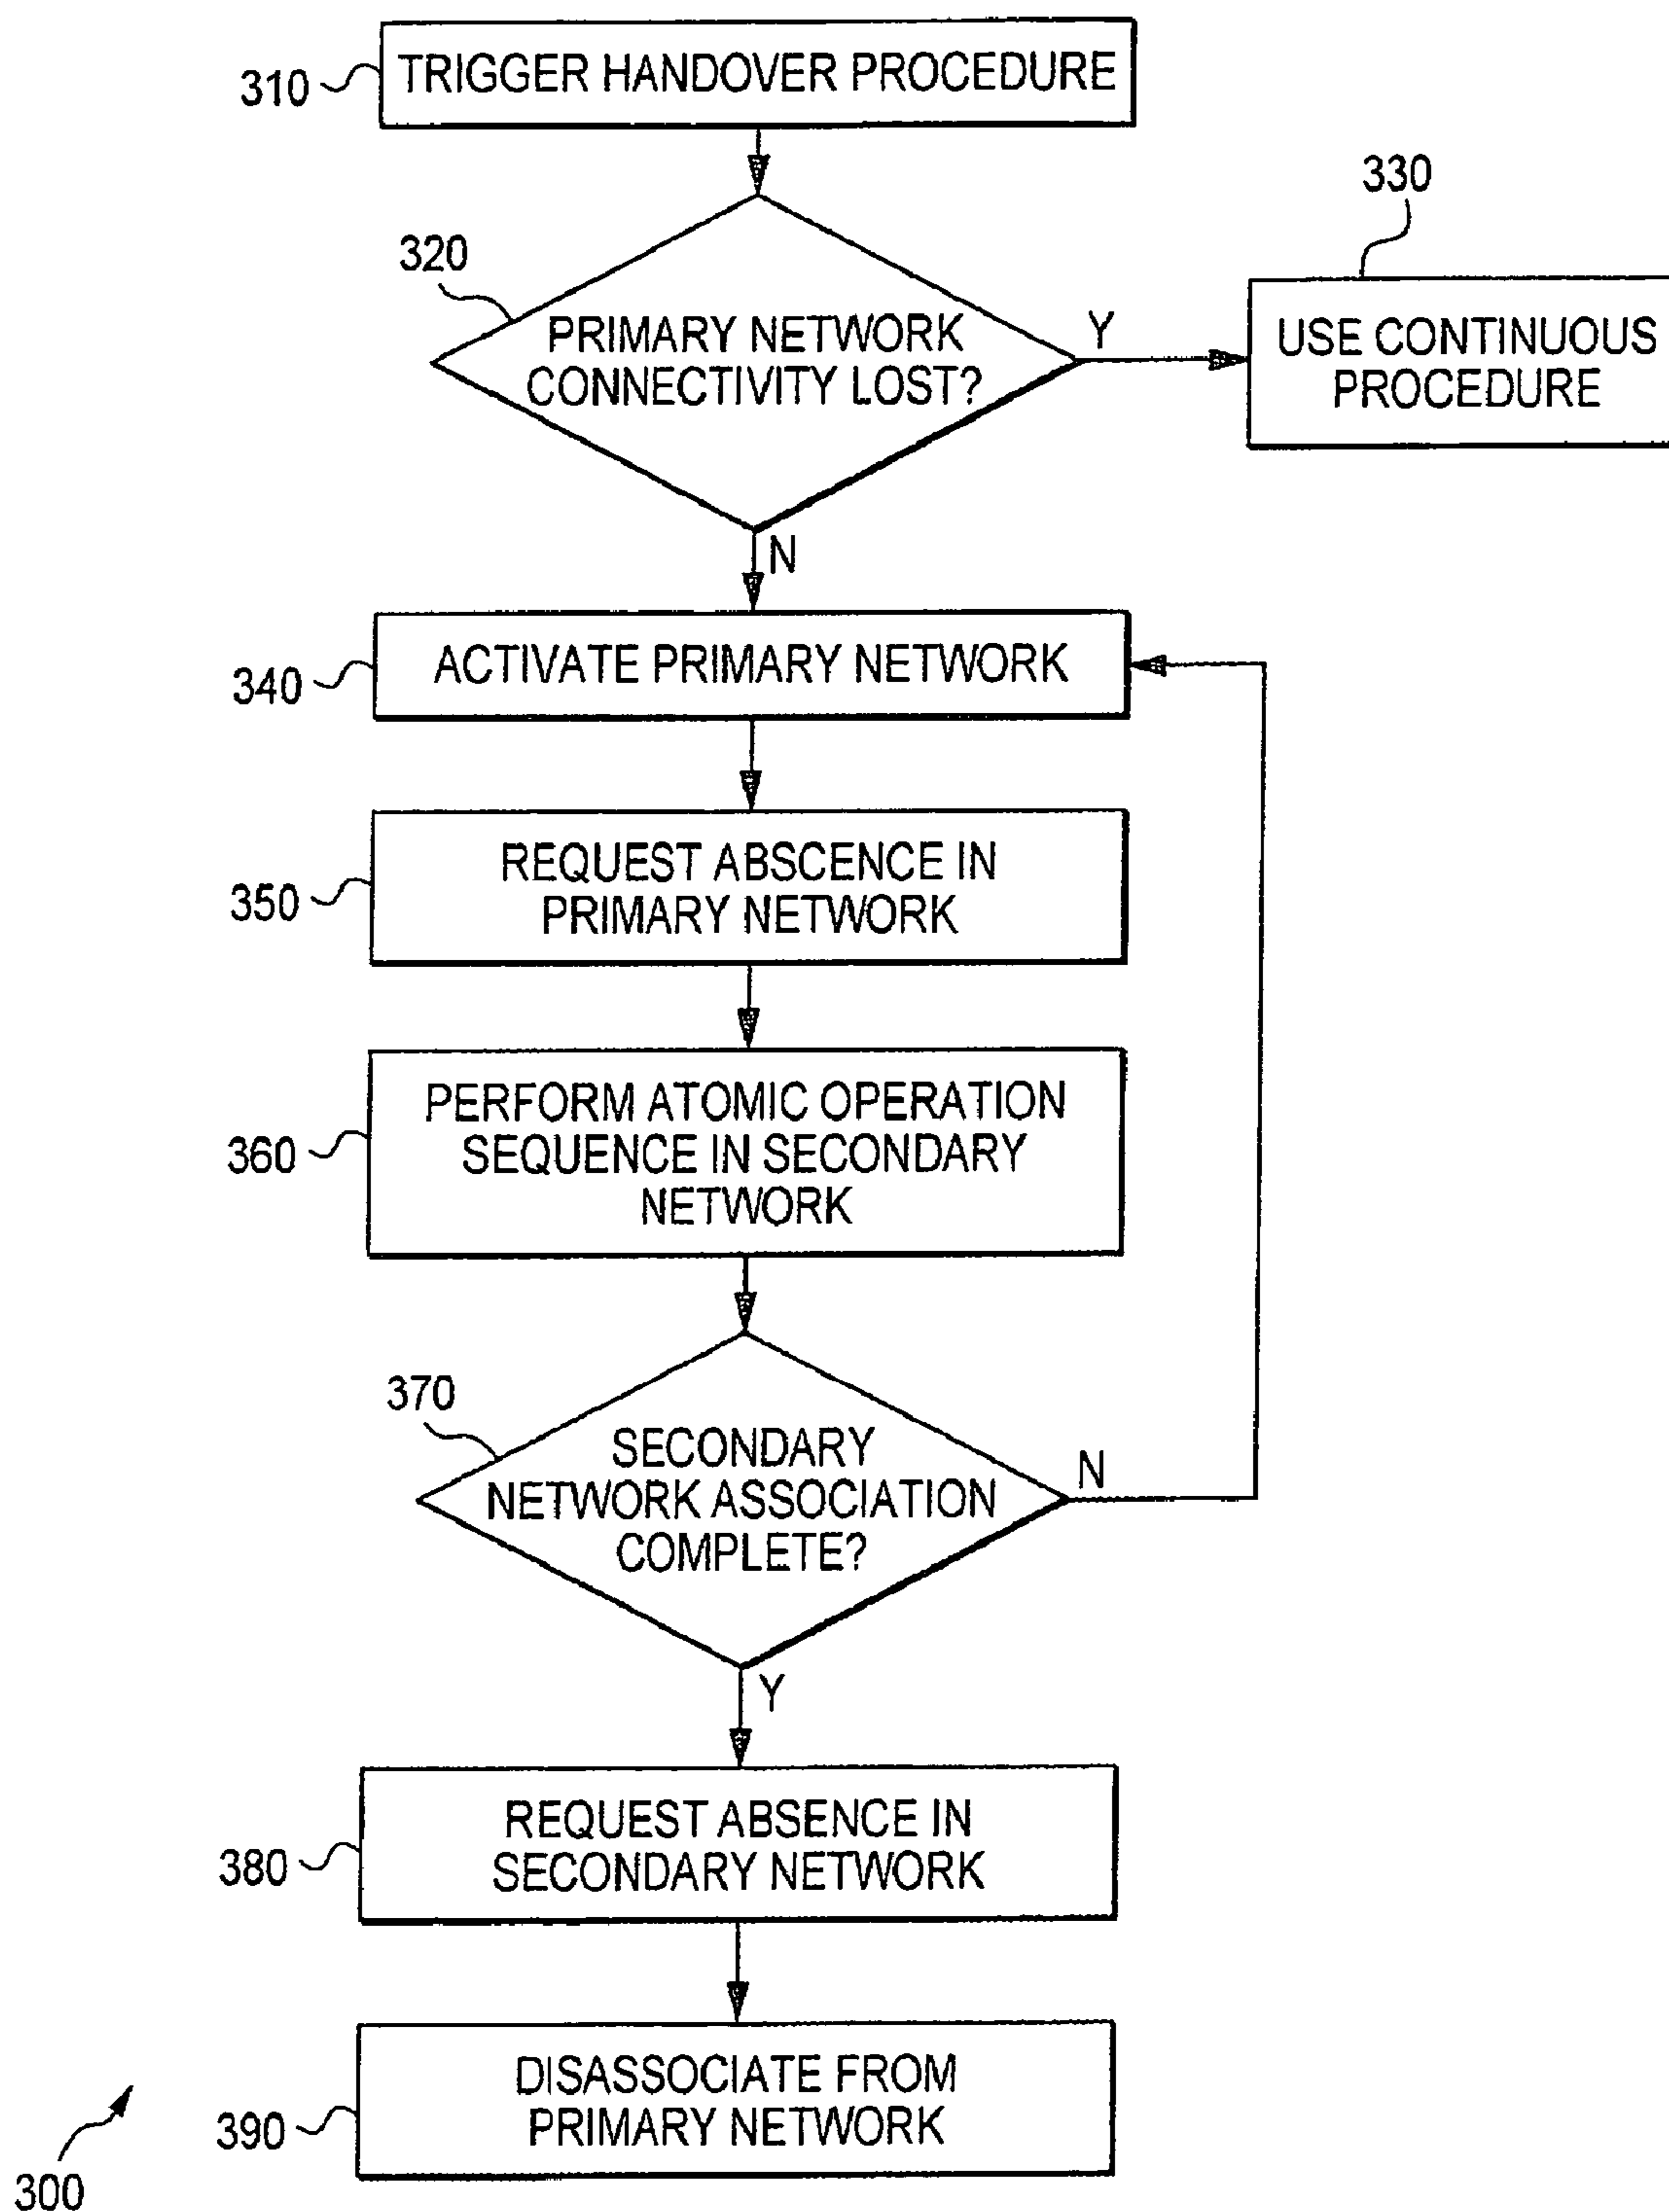 310
TRIGGER HANDOVER PROCEDURE
330
320
PRIMARY NETWORK
CONNECTIVITY LOST?
Y
USE CONTINUOUS
PROCEDURE
N
340
ACTIVATE PRIMARY NETWORK
350
REQUEST ABSCENCE IN
PRIMARY NETWORK
360
PERFORM ATOMIC OPERATION
SEQUENCE IN SECONDARY
NETWORK
370
SECONDARY
NETWORK ASSOCIATION
COMPLETE?
N
Y
380
REQUEST ABSENCE IN
SECONDARY NETWORK
390
DISASSOCIATE FROM
PRIMARY NETWORK
300